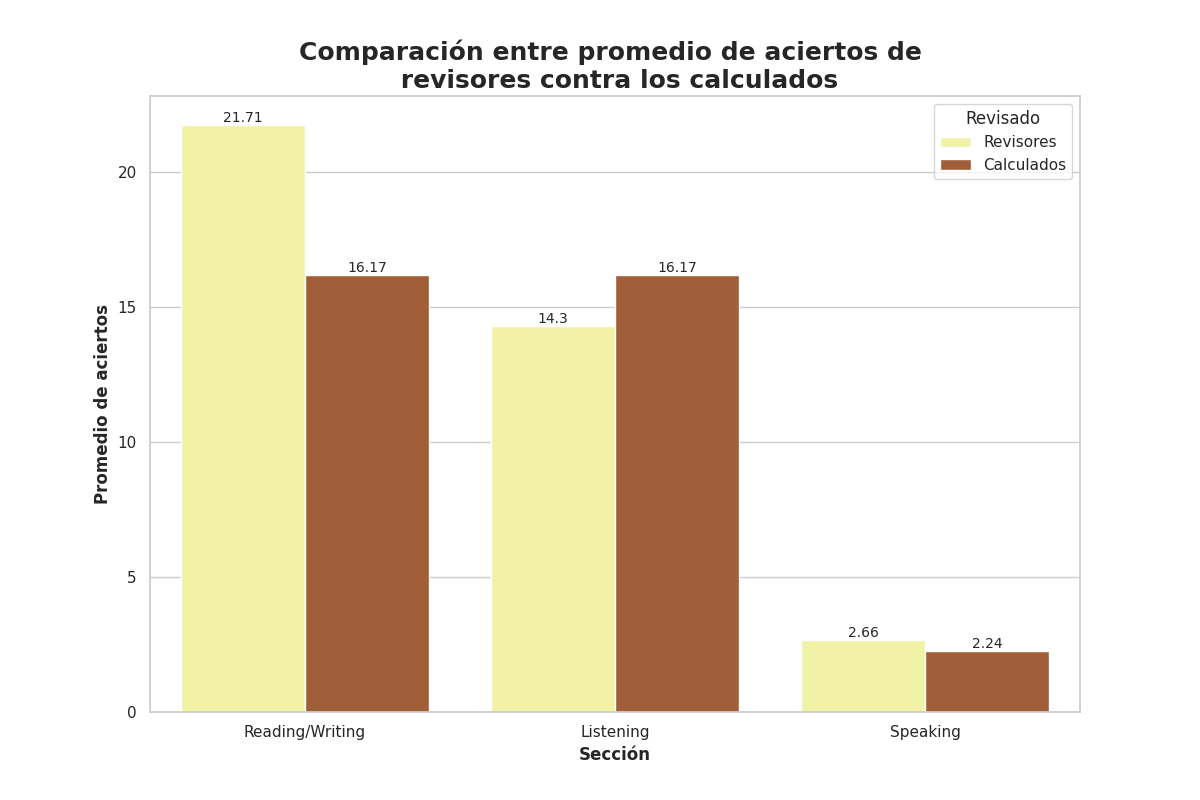 Comparación entre promedio de aciertos de
revisores contra los calculados
Revisado
Revisores
Calculados
21.71
16.17
14.3
16.17
2.66
2.24
Promedio de aciertos
20
15
10
5
0
Reading/Writing
Listening
Speaking
Sección